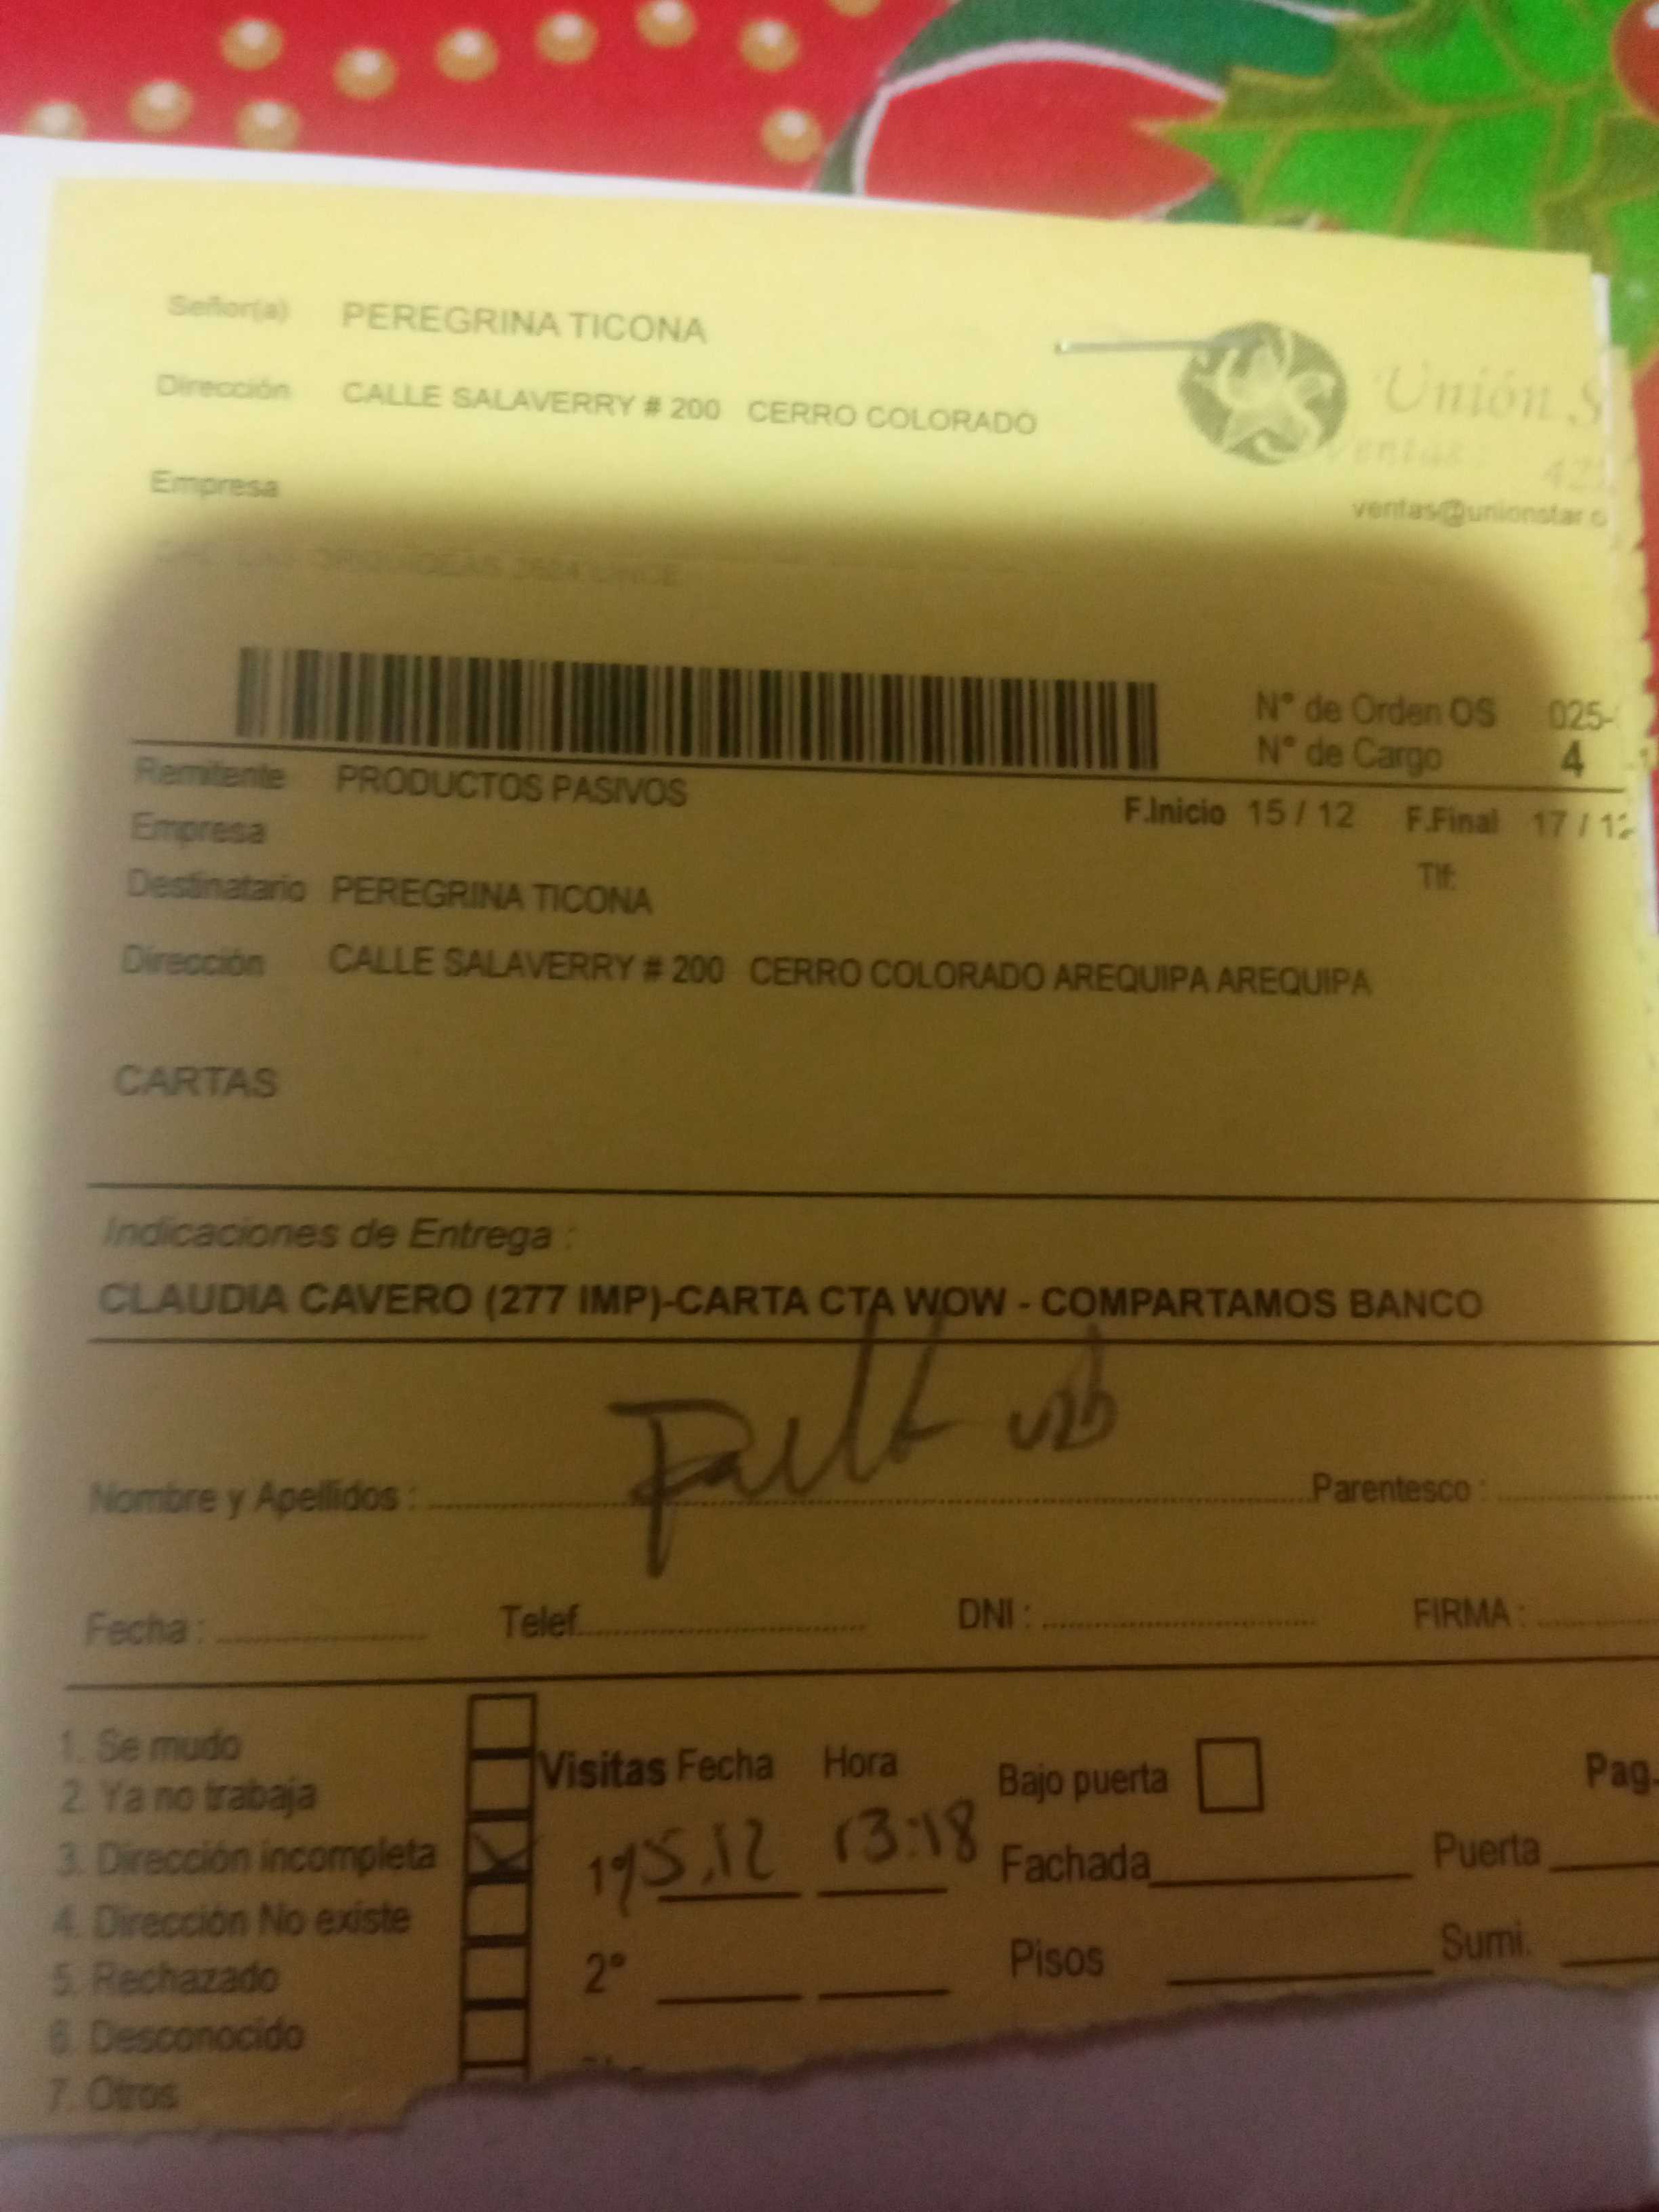 Señor(a) PEREGRINA TICONA
Dirección CALLE SALAVERRY # 200 CERRO COLORADO
Unión S
Ventas:
ventas@unionstar.c
Empresa
N° de Orden OS 025-
N° de Cargo 4
Remitente PRODUCTOS PASIVOS
F.Inicio 15 / 12 F.Final 17 / 12
Empresa
Tlf:
Destinatario PEREGRINA TICONA
Dirección CALLE SALAVERRY # 200 CERRO COLORADO AREQUIPA AREQUIPA
CARTAS
Indicaciones de Entrega :
CLAUDIA CAVERO (277 IMP)-CARTA CTA WOW - COMPARTAMOS BANCO
Falta urb
Nombre y Apellidos : Parentesco :
Fecha : Telef. DNI : FIRMA :
1. Se mudo
2. Ya no trabaja
3. Dirección incompleta
4. Dirección No existe
5. Rechazado
6. Desconocido
7. Otros
Visitas Fecha Hora
1° 15.12 13:18
2°
Bajo puerta Pag.
Fachada Puerta
Pisos Sumi.